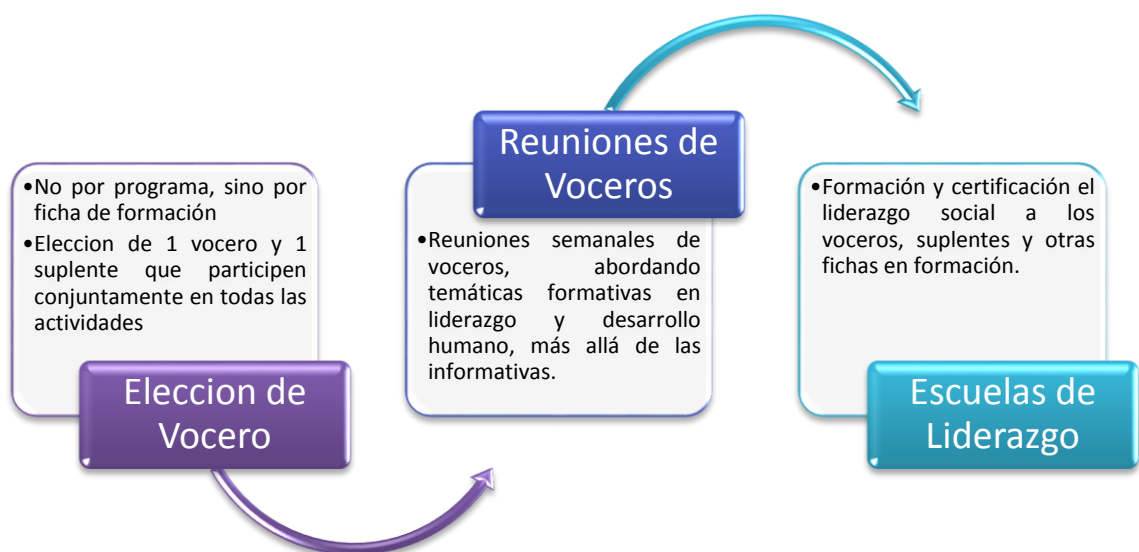 •No por programa, sino por
ficha de formación
•Eleccion de 1 vocero y 1
suplente que participen
conjuntamente en todas las
actividades
Eleccion de
Vocero
Reuniones de
Voceros
•Reuniones semanales de
voceros, abordando
temáticas formativas en
liderazgo y desarrollo
humano, más allá de las
informativas.
•Formación y certificación el
liderazgo social a los
voceros, suplentes y otras
fichas en formación.
Escuelas de
Liderazgo